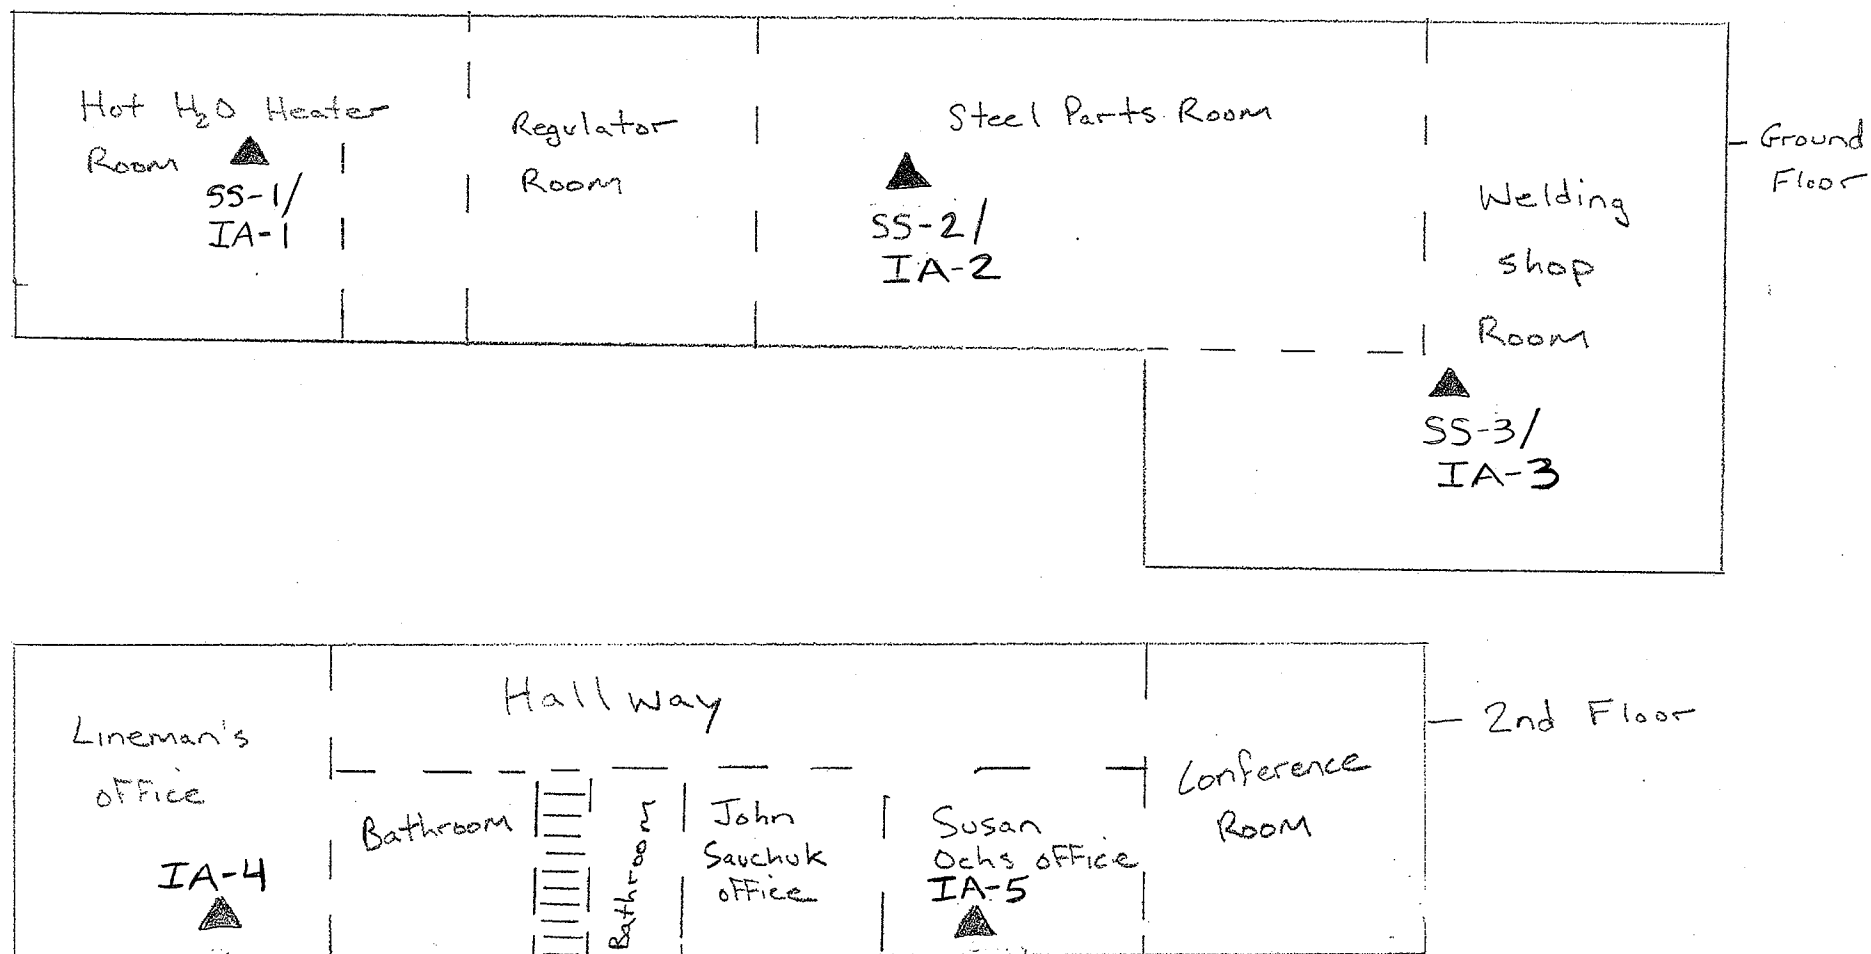 Hot H₂O Heater
Room
SS-1/
IA-1
Regulator
Room
Steel Parts Room
SS-2/
IA-2
Welding
shop
Room
SS-3/
IA-3
Ground
Floor
Hallway
Lineman's
office
IA-4
Bathroom
Bathroom
John
Sauchuk
office
Susan
Ochs office
IA-5
Conference
Room
2nd Floor